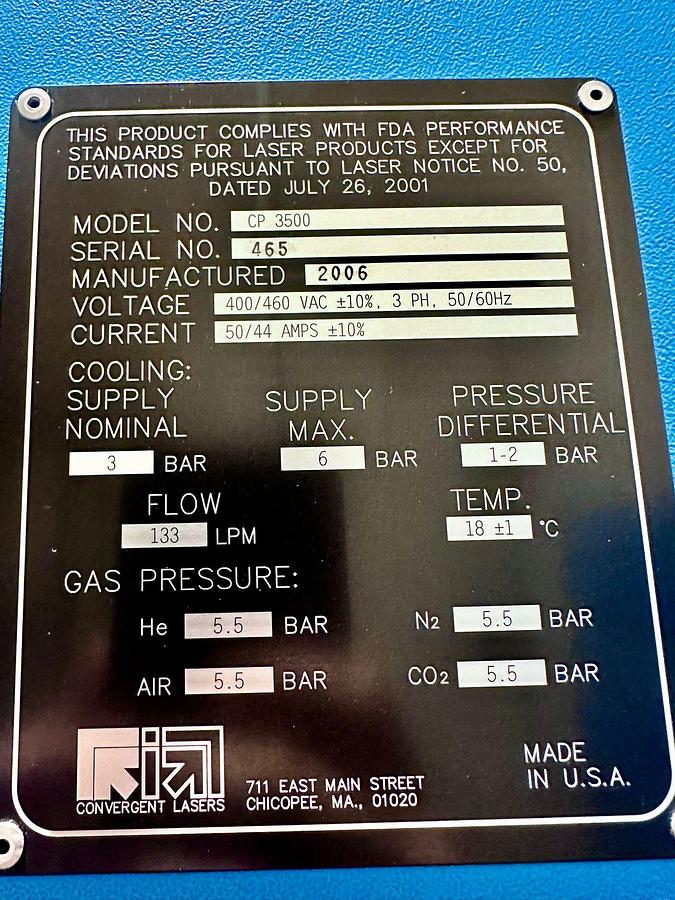 THIS PRODUCT COMPLIES WITH FDA PERFORMANCE
STANDARDS FOR LASER PRODUCTS EXCEPT FOR
DEVIATIONS PURSUANT TO LASER NOTICE NO. 50,
DATED JULY 26, 2001
MODEL NO. CP 3500
SERIAL NO. 465
MANUFACTURED 2006
VOLTAGE 400/460 VAC ±10%, 3 PH, 50/60Hz
CURRENT 50/44 AMPS ±10%
COOLING:
SUPPLY SUPPLY PRESSURE
NOMINAL MAX. DIFFERENTIAL
3 BAR 6 BAR 1-2 BAR
FLOW TEMP.
133 LPM 18 ±1 °C
GAS PRESSURE:
He 5.5 BAR N2 5.5 BAR
AIR 5.5 BAR CO2 5.5 BAR
CONVERGENT LASERS
711 EAST MAIN STREET
CHICOPEE, MA., 01020
MADE
IN U.S.A.